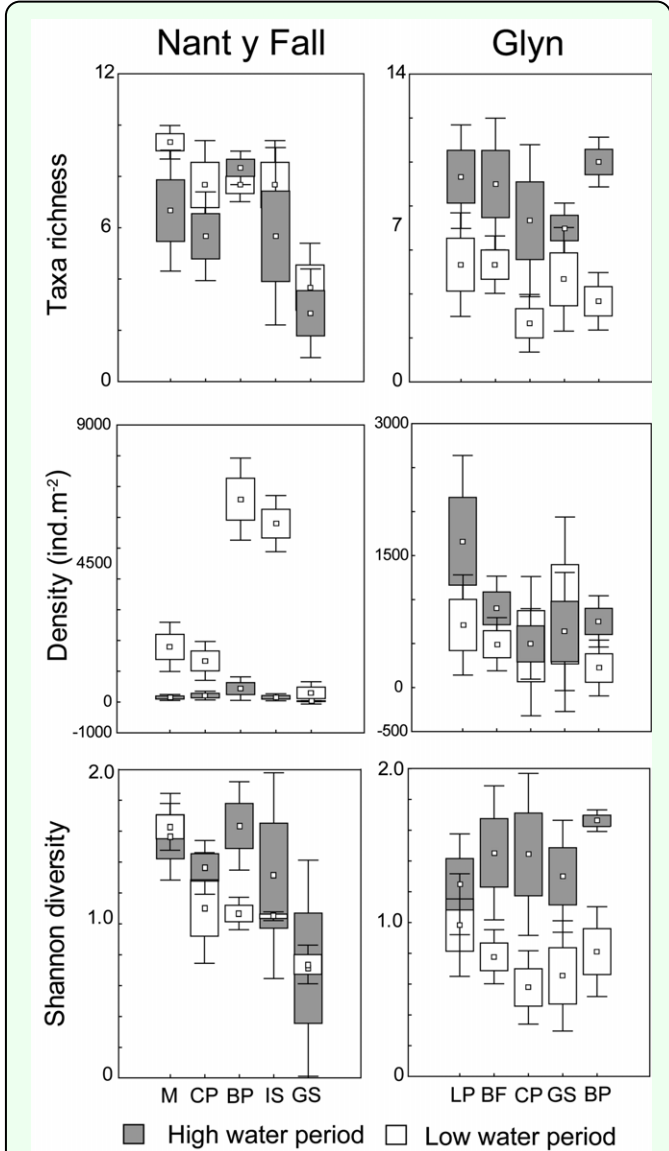 Nant y Fall Glyn
Taxa richness
12
6
0
14
7
0
Density (ind.m-2)
9000
4500
0
-1000
3000
1500
0
-500
Shannon diversity
2.0
1.0
0
2.0
1.0
0
M CP BP IS GS
LP BF CP GS BP
High water period Low water period